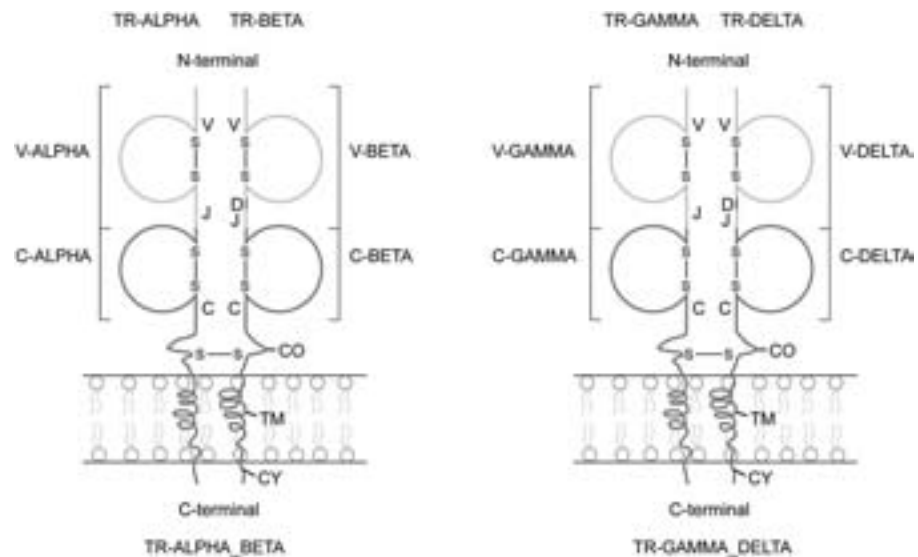 TR-ALPHA TR-BETA
N-terminal
V V
S S
V-ALPHA V-BETA
S S
D
J J
S S
C-ALPHA C-BETA
S S
C C
S S CO
TM
CY
C-terminal
TR-ALPHA_BETA
TR-GAMMA TR-DELTA
N-terminal
V V
S S
V-GAMMA V-DELTA
S S
D
J J
S S
C-GAMMA C-DELTA
S S
C C
S S CO
TM
CY
C-terminal
TR-GAMMA_DELTA